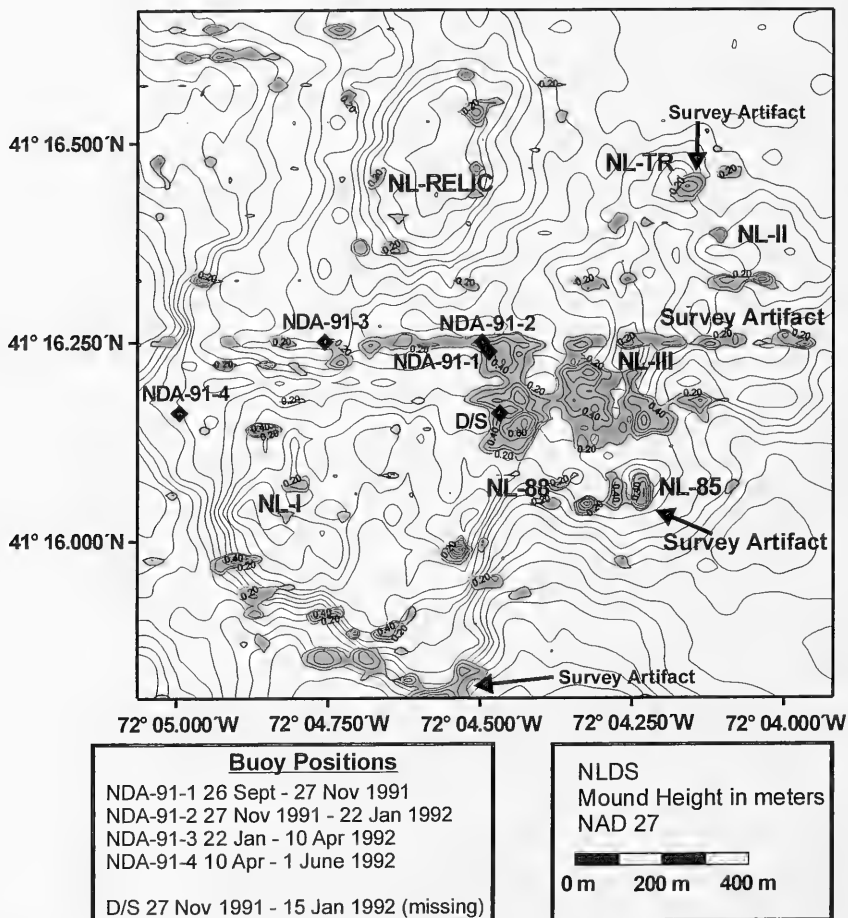 Survey Artifact
41° 16.500´N
NL-TR
NL-RELIC
NL-II
NDA-91-3
NDA-91-2
Survey Artifact
41° 16.250´N
NDA-91-1
NL-III
NDA-91-4
D/S
NL-88
NL-85
NL-I
41° 16.000´N
Survey Artifact
Survey Artifact
72° 05.000´W 72° 04.750´W 72° 04.500´W 72° 04.250´W 72° 04.000´W
Buoy Positions
NDA-91-1 26 Sept - 27 Nov 1991
NDA-91-2 27 Nov 1991 - 22 Jan 1992
NDA-91-3 22 Jan - 10 Apr 1992
NDA-91-4 10 Apr - 1 June 1992
D/S 27 Nov 1991 - 15 Jan 1992 (missing)
NLDS
Mound Height in meters
NAD 27
0 m 200 m 400 m